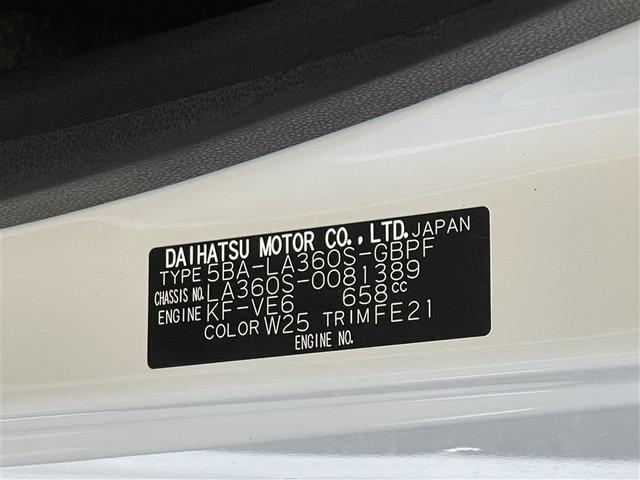 DAIHATSU MOTOR CO.,LTD. JAPAN
TYPE 5BA-LA360S-GBPF
CHASSIS NO. LA360S-0081389
ENGINE KF-VE6 658cc
COLOR W25 TRIM FE21
ENGINE NO.